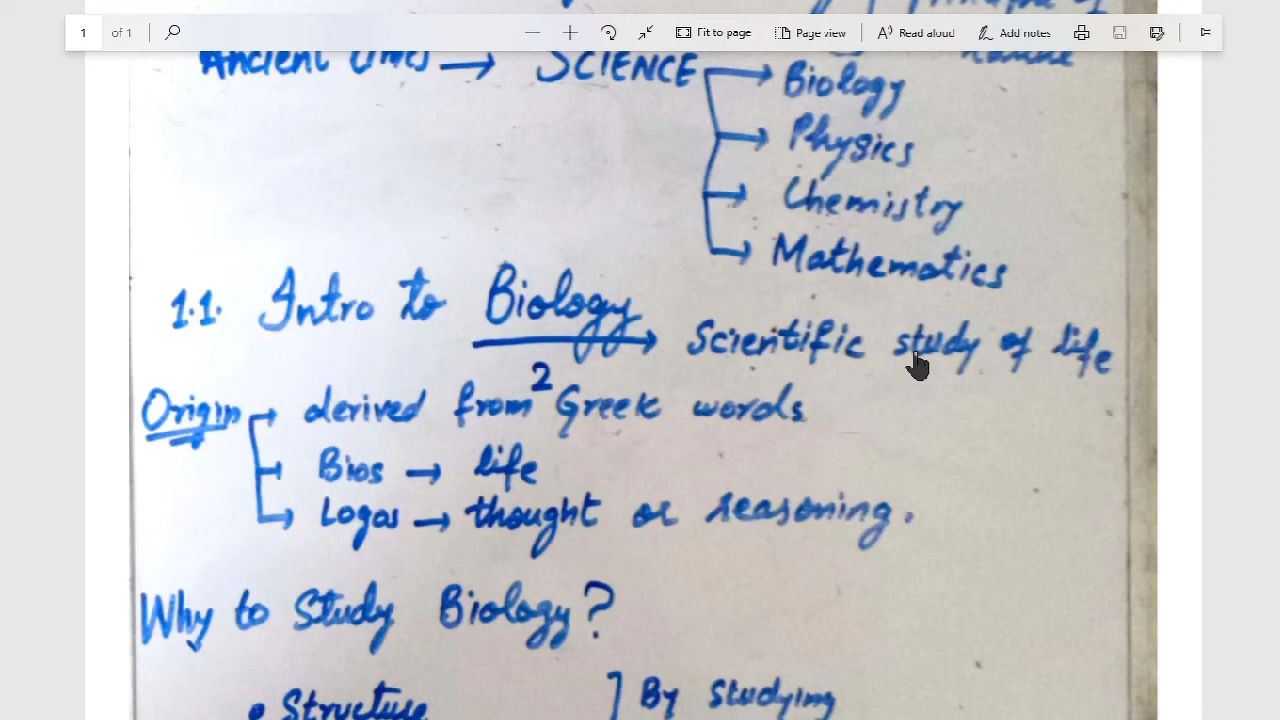 1 of 1 Fit to page Page view Read aloud Add notes
Ancient times → SCIENCE
Biology
Physics
Chemistry
Mathematics
1.1. Intro to Biology → Scientific study of life
Origin → derived from 2 Greek words
Bios → life
Logos → thought or reasoning.
Why to Study Biology?
• Structure ] By studying